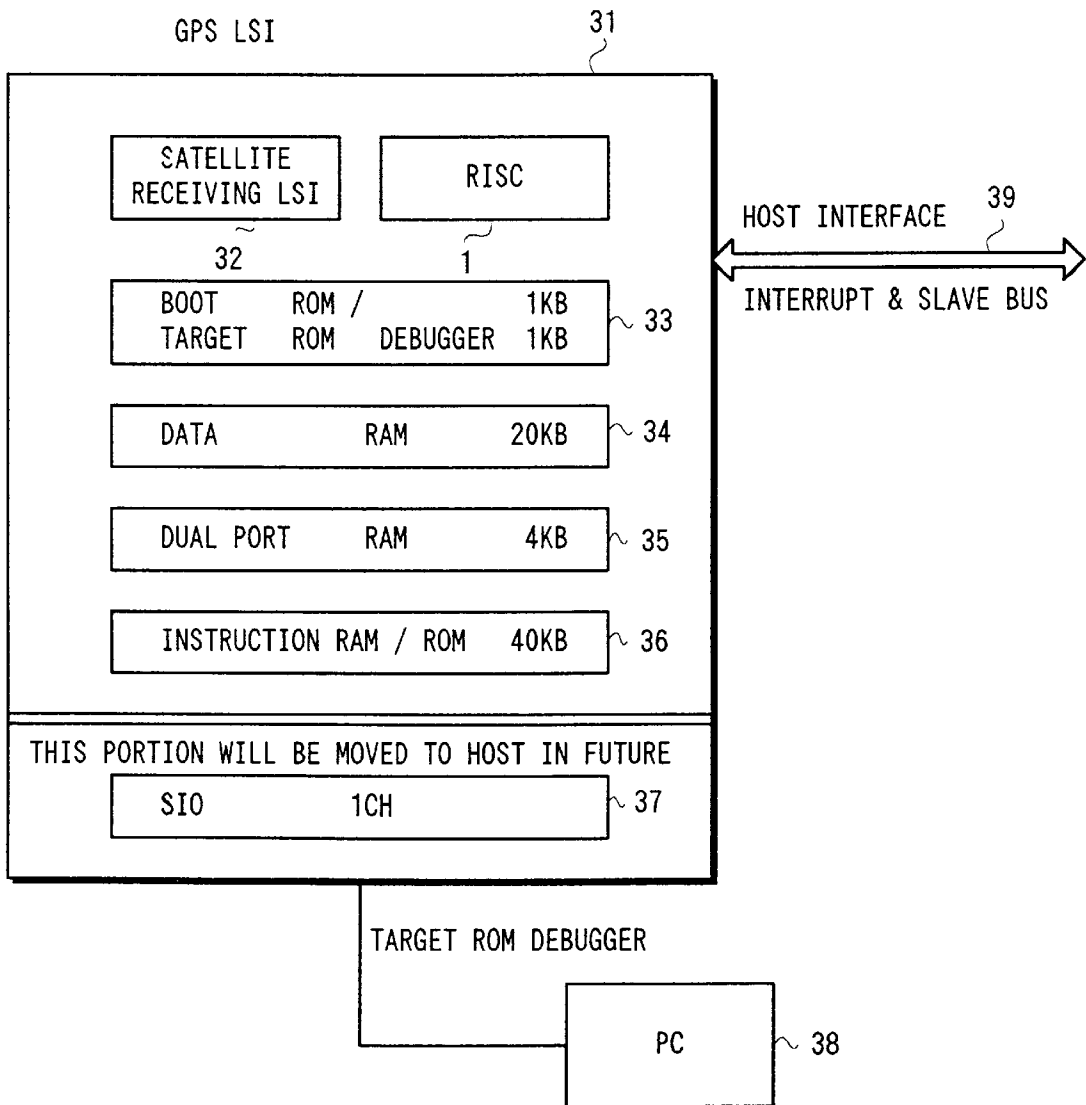 GPS LSI
31
SATELLITE
RECEIVING LSI
RISC
32
1
HOST INTERFACE
39
INTERRUPT & SLAVE BUS
BOOT ROM / 1KB
TARGET ROM DEBUGGER 1KB
33
DATA RAM 20KB
34
DUAL PORT RAM 4KB
35
INSTRUCTION RAM / ROM 40KB
36
THIS PORTION WILL BE MOVED TO HOST IN FUTURE
SIO 1CH
37
TARGET ROM DEBUGGER
PC
38